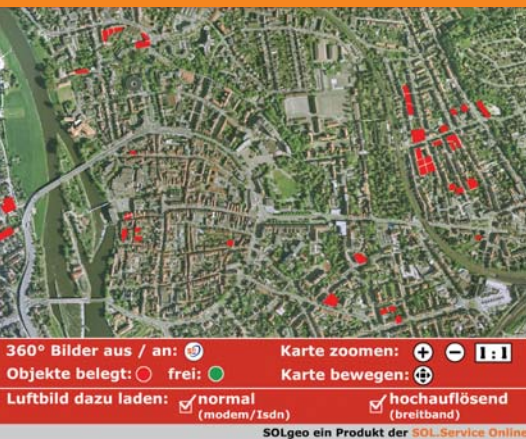 360° Bilder aus / an: Karte zoomen: 1:1
Objekte belegt: frei: Karte bewegen:
Luftbild dazu laden: normal hochauflösend
(modem/Isdn) (breitband)
SOLgeo ein Produkt der SOL.Service Online